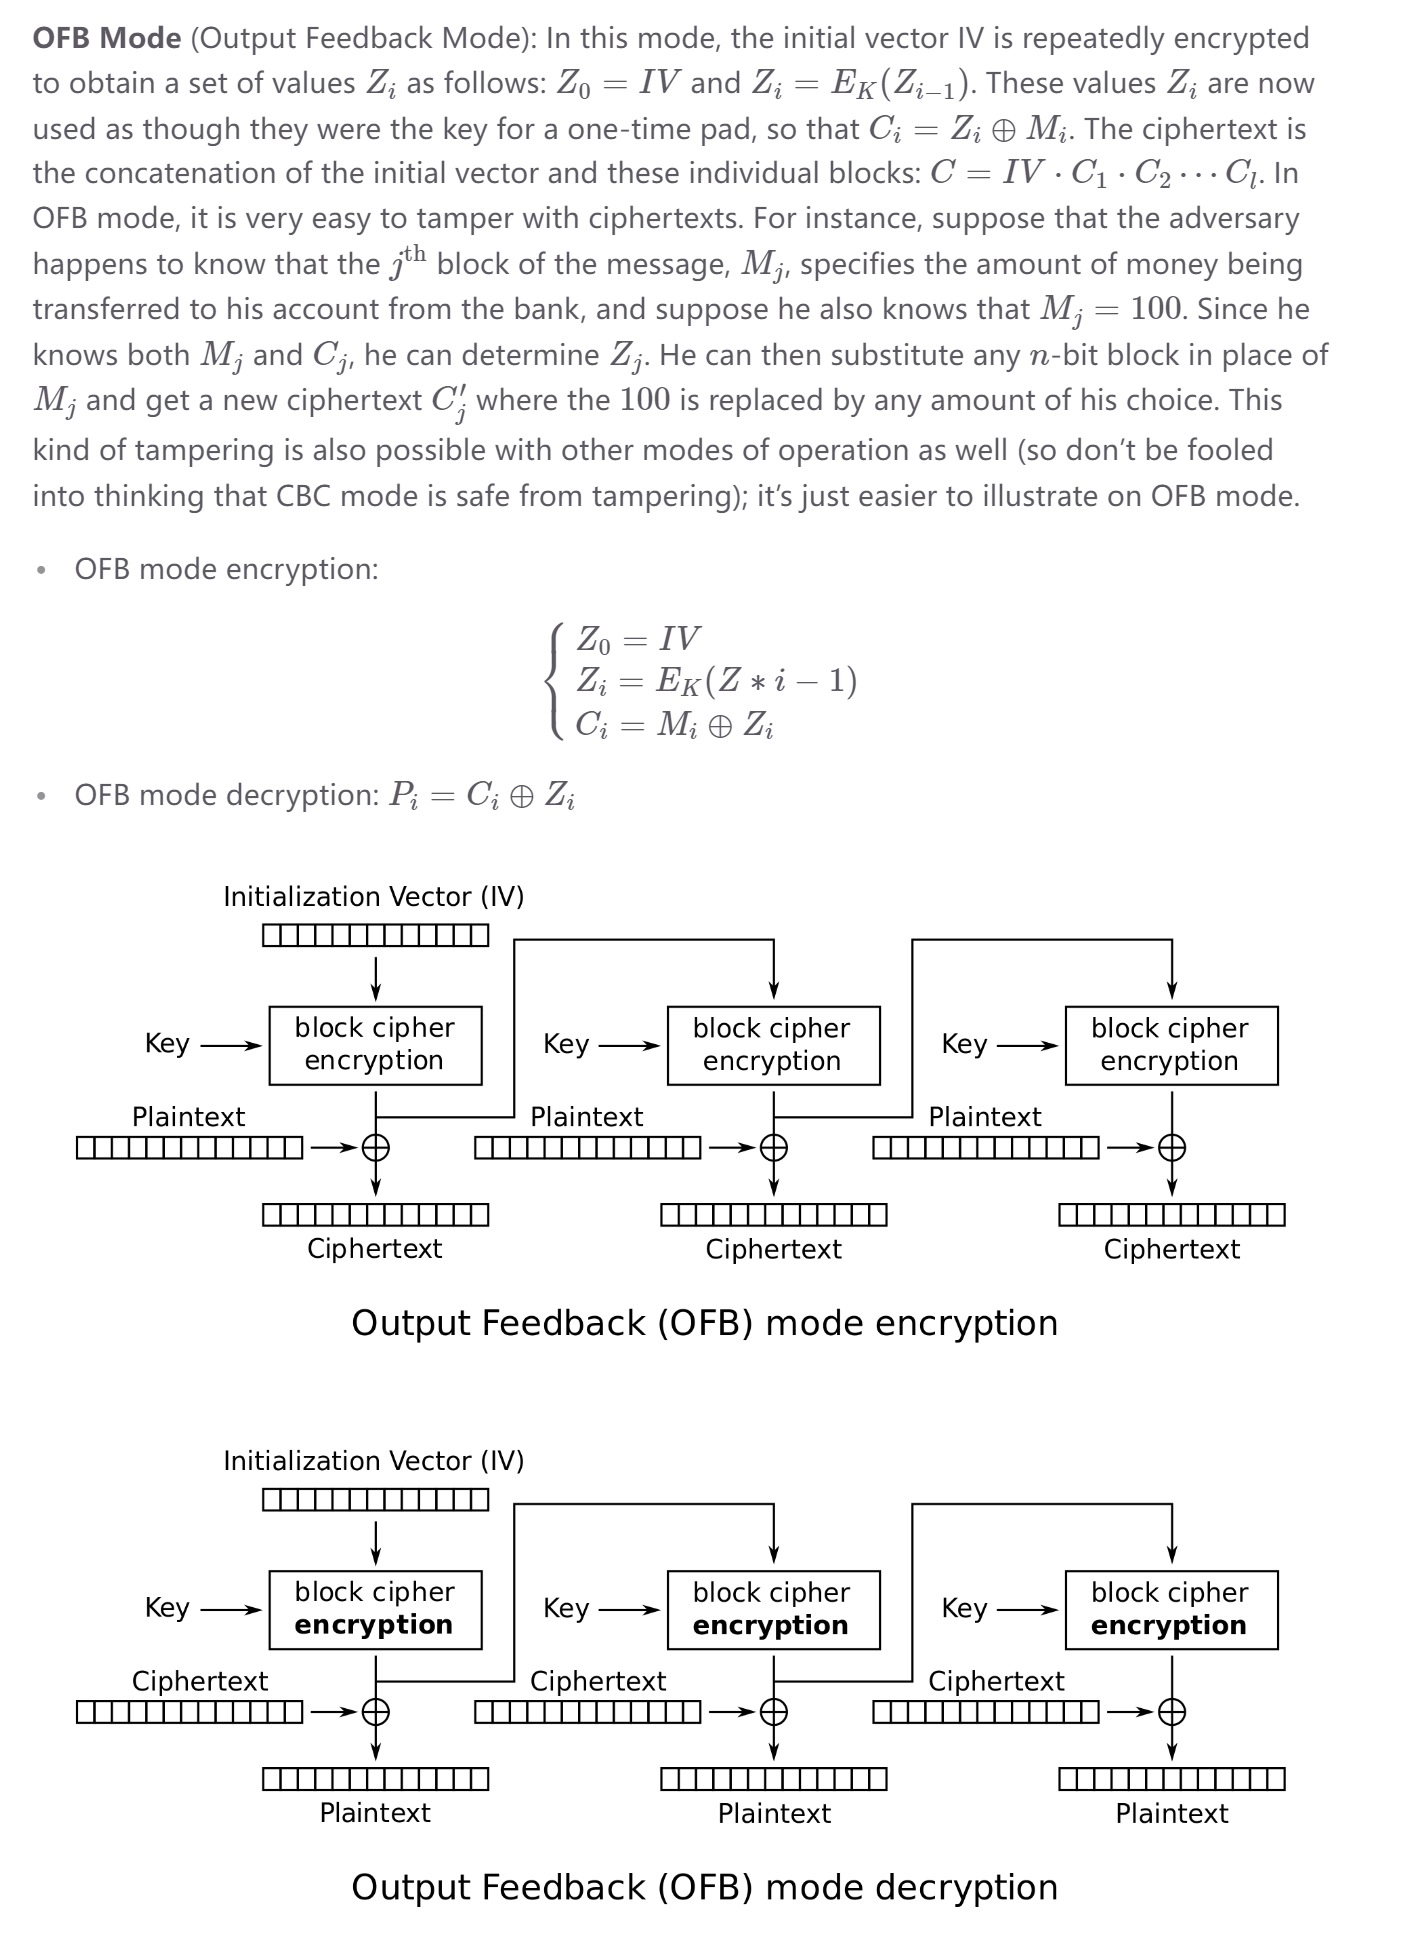 OFB Mode (Output Feedback Mode): In this mode, the initial vector IV is repeatedly encrypted
to obtain a set of values $Z_i$ as follows: $Z_0 = IV$ and $Z_i = E_K(Z_{i-1})$. These values $Z_i$ are now
used as though they were the key for a one-time pad, so that $C_i = Z_i \oplus M_i$. The ciphertext is
the concatenation of the initial vector and these individual blocks: $C = IV \cdot C_1 \cdot C_2 \cdots C_l$. In
OFB mode, it is very easy to tamper with ciphertexts. For instance, suppose that the adversary
happens to know that the $j^{\text{th}}$ block of the message, $M_j$, specifies the amount of money being
transferred to his account from the bank, and suppose he also knows that $M_j = 100$. Since he
knows both $M_j$ and $C_j$, he can determine $Z_j$. He can then substitute any $n$-bit block in place of
$M_j$ and get a new ciphertext $C'_j$ where the $100$ is replaced by any amount of his choice. This
kind of tampering is also possible with other modes of operation as well (so don’t be fooled
into thinking that CBC mode is safe from tampering); it’s just easier to illustrate on OFB mode.
• OFB mode encryption:
$Z_0 = IV$
$Z_i = E_K(Z * i - 1)$
$C_i = M_i \oplus Z_i$
• OFB mode decryption: $P_i = C_i \oplus Z_i$
Initialization Vector (IV)
Key
block cipher
encryption
Key
block cipher
encryption
Key
block cipher
encryption
Plaintext
Plaintext
Plaintext
Ciphertext
Ciphertext
Ciphertext
Output Feedback (OFB) mode encryption
Initialization Vector (IV)
Key
block cipher
encryption
Key
block cipher
encryption
Key
block cipher
encryption
Ciphertext
Ciphertext
Ciphertext
Plaintext
Plaintext
Plaintext
Output Feedback (OFB) mode decryption